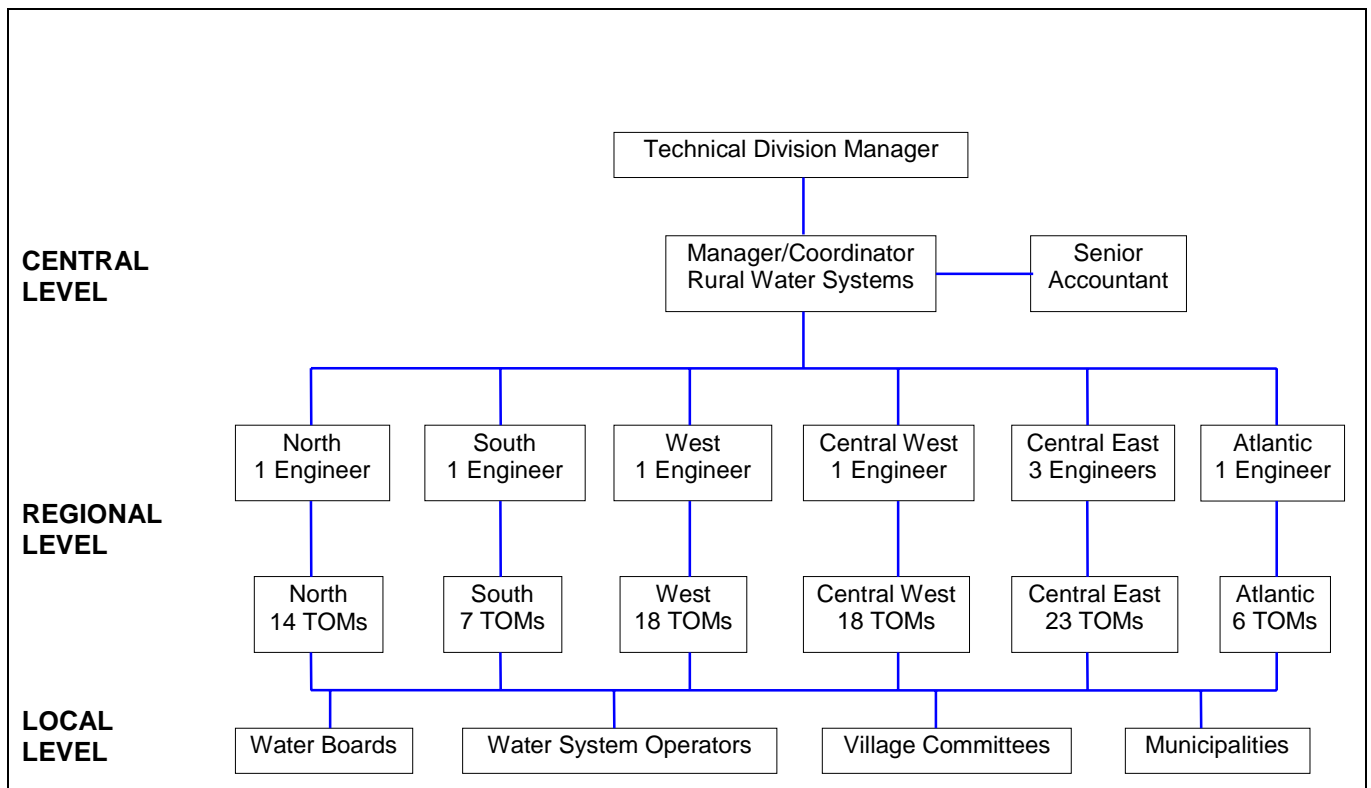 Technical Division Manager
CENTRAL
LEVEL
Manager/Coordinator
Rural Water Systems
Senior
Accountant
North
1 Engineer
South
1 Engineer
West
1 Engineer
Central West
1 Engineer
Central East
3 Engineers
Atlantic
1 Engineer
REGIONAL
LEVEL
North
14 TOMs
South
7 TOMs
West
18 TOMs
Central West
18 TOMs
Central East
23 TOMs
Atlantic
6 TOMs
LOCAL
LEVEL
Water Boards
Water System Operators
Village Committees
Municipalities